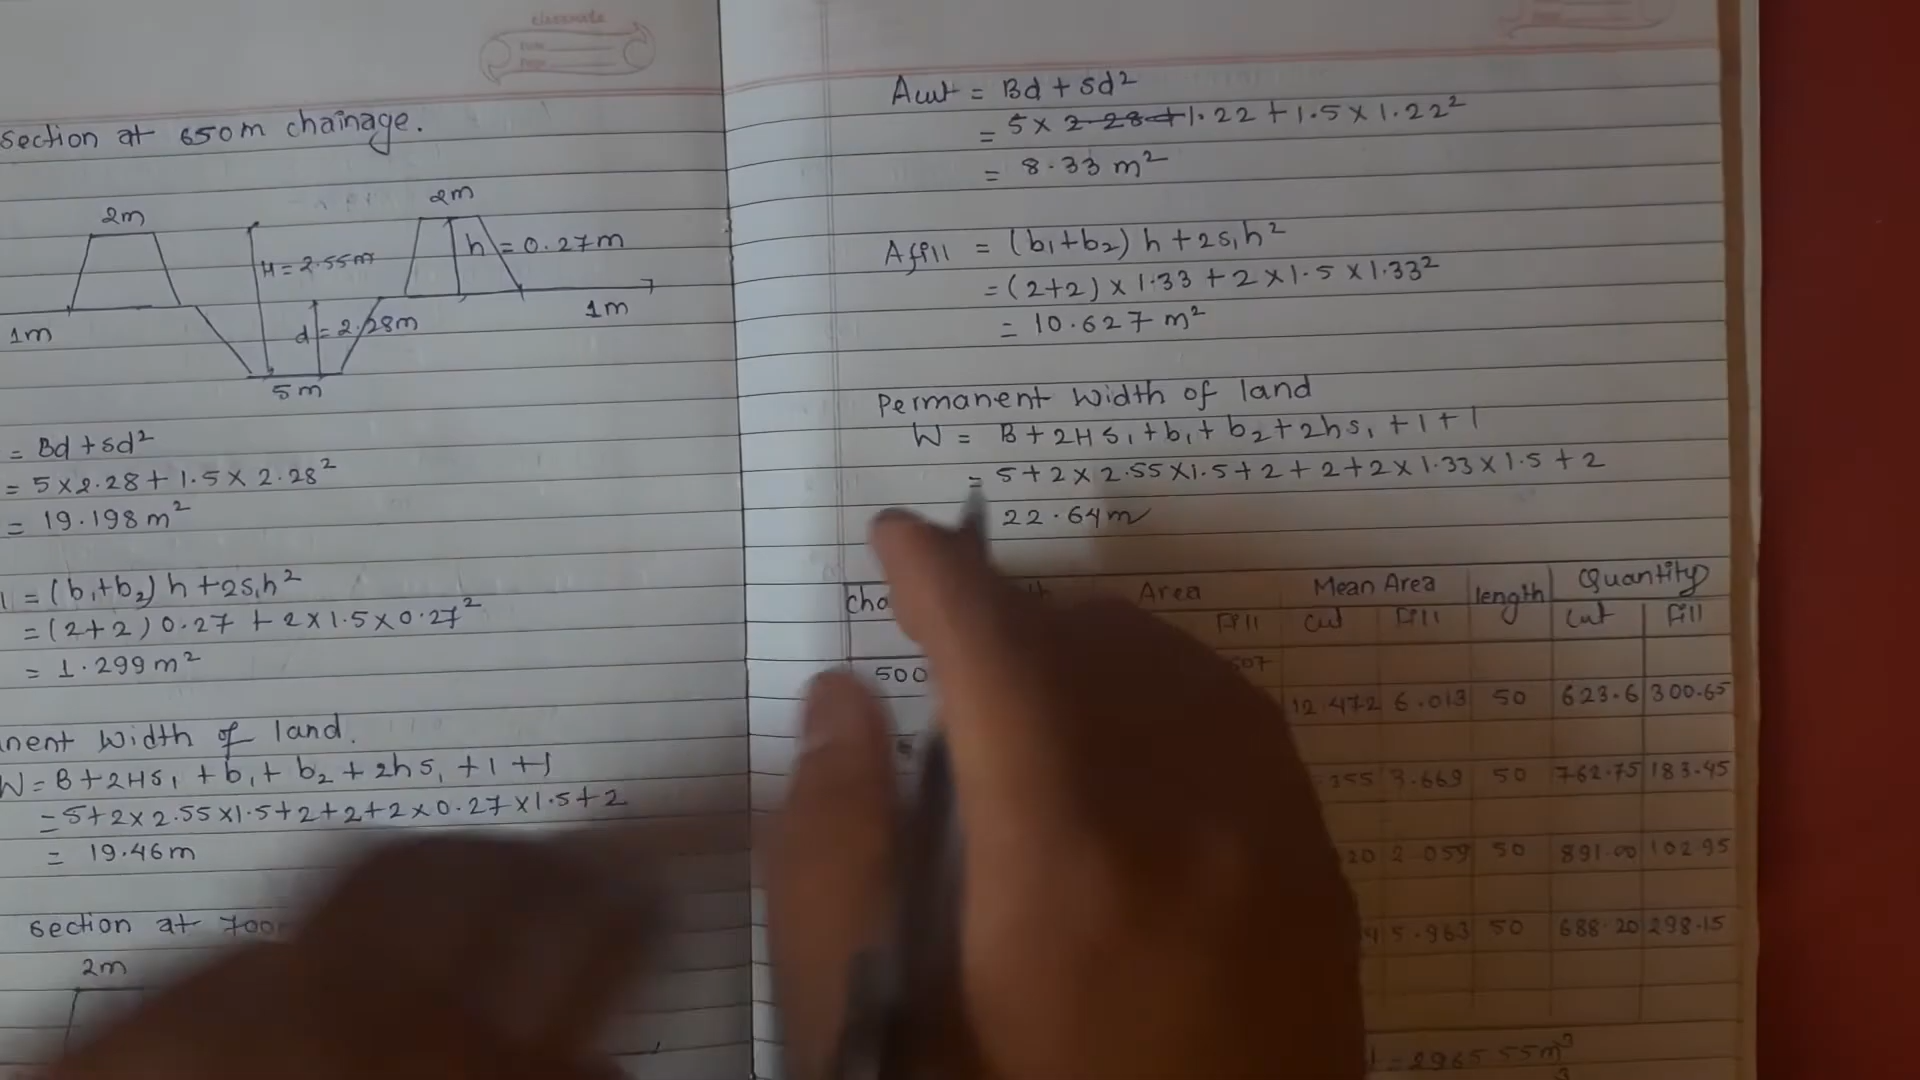 classmate
section at 650m chainage.
2m
2m
H = 2.55m
h = 0.27m
1m
d = 2.28m
1m
5m
= Bd + sd²
= 5 x 2.28 + 1.5 x 2.28²
= 19.198 m²
= (b₁+b₂) h + 2s₁h²
= (2+2) 0.27 + 2 x 1.5 x 0.27²
= 1.299 m²
width of land.
W = B + 2HS₁ + b₁ + b₂ + 2hs₁ + 1 + 1
= 5 + 2 x 2.55 x 1.5 + 2 + 2 + 2 x 0.27 x 1.5 + 2
= 19.46m
section at
2m
Acut = Bd + sd²
= 5 x 2.28 + 1.22 + 1.5 x 1.22²
= 8.33 m²
Afill = (b₁+b₂) h + 2s₁h²
= (2+2) x 1.33 + 2 x 1.5 x 1.33²
= 10.627 m²
Permanent width of land
W = B + 2HS₁ + b₁ + b₂ + 2hs₁ + 1 + 1
= 5 + 2 x 2.55 x 1.5 + 2 + 2 + 2 x 1.33 x 1.5 + 2
22.64m
Area Mean Area length Quantity
Fill Cut Fill Cut Fill
500
12.472 6.013 50 623.6 300.65
3.669 50 762.75 183.45
2.059 50 891.00 102.95
5.963 50 688.20 298.15
= 2965.55m³